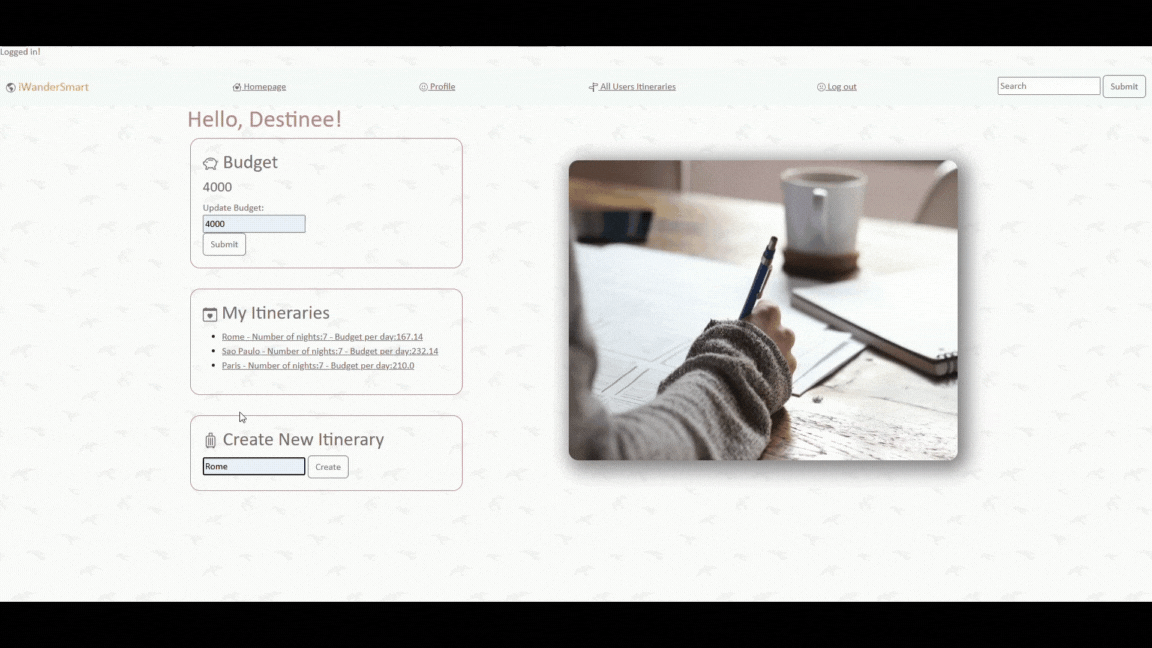 Logged in!
iWanderSmart
Homepage
Profile
All Users Itineraries
Log out
Search
Submit
Hello, Destinee!
Budget
4000
Update Budget:
4000
Submit
My Itineraries
Rome - Number of nights:7 - Budget per day:167.14
Sao Paulo - Number of nights:7 - Budget per day:232.14
Paris - Number of nights:7 - Budget per day:210.0
Create New Itinerary
Rome
Create